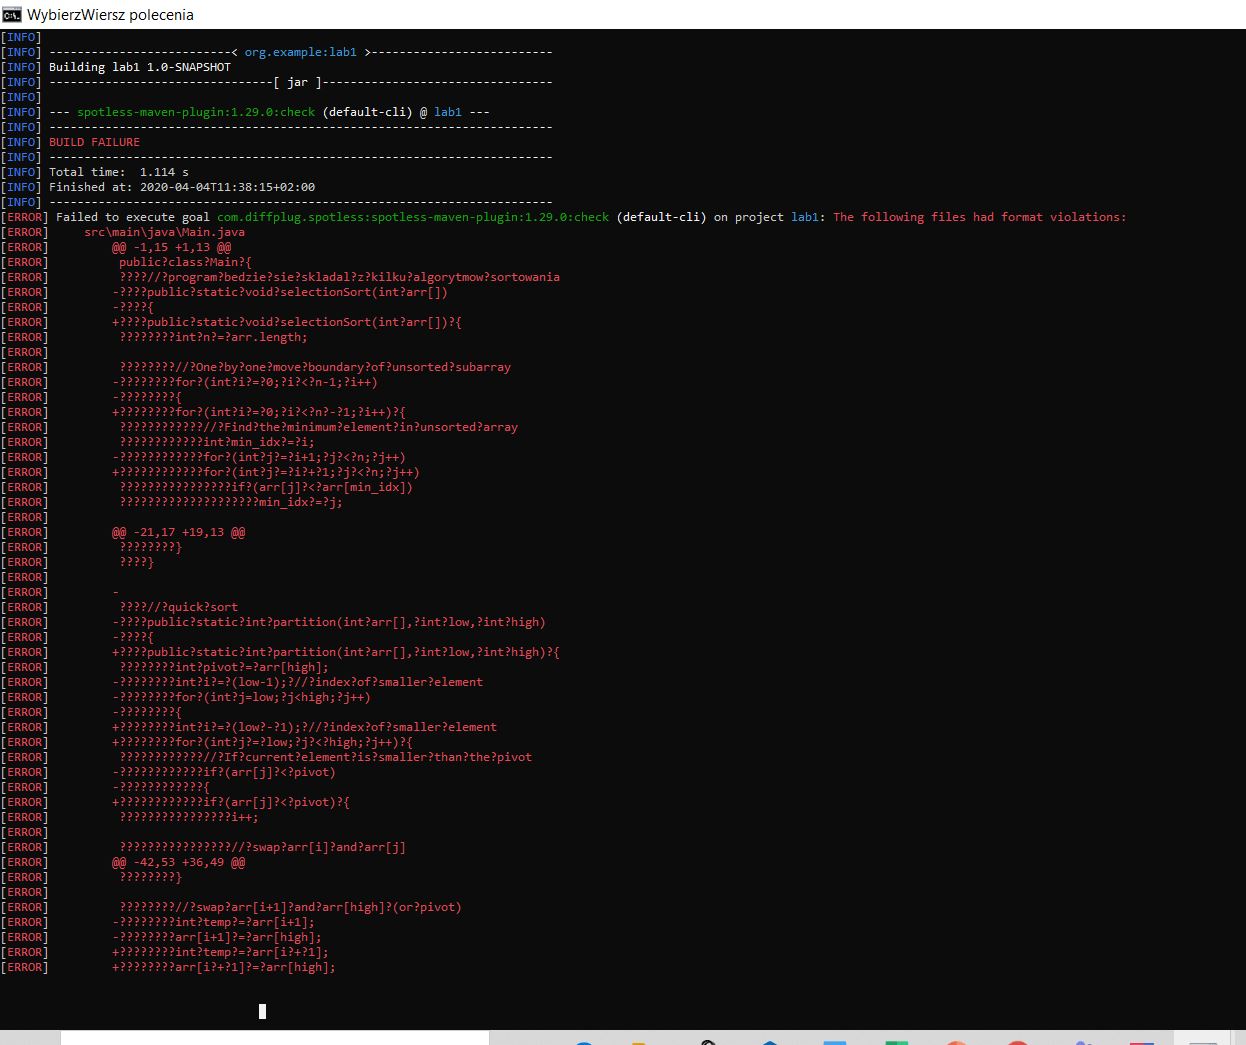 WybierzWiersz polecenia
[INFO]
[INFO] --------------------------< org.example:lab1 >--------------------------
[INFO] Building lab1 1.0-SNAPSHOT
[INFO] --------------------------------[ jar ]---------------------------------
[INFO]
[INFO] --- spotless-maven-plugin:1.29.0:check (default-cli) @ lab1 ---
[INFO] ------------------------------------------------------------------------
[INFO] BUILD FAILURE
[INFO] ------------------------------------------------------------------------
[INFO] Total time:  1.114 s
[INFO] Finished at: 2020-04-04T11:38:15+02:00
[INFO] ------------------------------------------------------------------------
[ERROR] Failed to execute goal com.diffplug.spotless:spotless-maven-plugin:1.29.0:check (default-cli) on project lab1: The following files had format violations:
[ERROR]     src\main\java\Main.java
[ERROR]         @@ -1,15 +1,13 @@
[ERROR]          public?class?Main?{
[ERROR]          ????//?program?bedzie?sie?skladal?z?kilku?algorytmow?sortowania
[ERROR]         -????public?static?void?selectionSort(int?arr[])
[ERROR]         -????{
[ERROR]         +????public?static?void?selectionSort(int?arr[])?{
[ERROR]          ????????int?n?=?arr.length;
[ERROR]
[ERROR]          ????????//?One?by?one?move?boundary?of?unsorted?subarray
[ERROR]         -????????for?(int?i?=?0;?i?<?n-1;?i++)
[ERROR]         -????????{
[ERROR]         +????????for?(int?i?=?0;?i?<?n?-?1;?i++)?{
[ERROR]          ????????????//?Find?the?minimum?element?in?unsorted?array
[ERROR]          ????????????int?min_idx?=?i;
[ERROR]         -????????????for?(int?j?=?i+1;?j?<?n;?j++)
[ERROR]         +????????????for?(int?j?=?i?+?1;?j?<?n;?j++)
[ERROR]          ????????????????if?(arr[j]?<?arr[min_idx])
[ERROR]          ????????????????????min_idx?=?j;
[ERROR]
[ERROR]         @@ -21,17 +19,13 @@
[ERROR]          ????????}
[ERROR]          ????}
[ERROR]
[ERROR]         -
[ERROR]          ????//?quick?sort
[ERROR]         -????public?static?int?partition(int?arr[],?int?low,?int?high)
[ERROR]         -????{
[ERROR]         +????public?static?int?partition(int?arr[],?int?low,?int?high)?{
[ERROR]          ????????int?pivot?=?arr[high];
[ERROR]         -????????int?i?=?(low-1);?//?index?of?smaller?element
[ERROR]         -????????for?(int?j=low;?j<high;?j++)
[ERROR]         -????????{
[ERROR]         +????????int?i?=?(low?-?1);?//?index?of?smaller?element
[ERROR]         +????????for?(int?j?=?low;?j?<?high;?j++)?{
[ERROR]          ????????????//?If?current?element?is?smaller?than?the?pivot
[ERROR]         -????????????if?(arr[j]?<?pivot)
[ERROR]         -????????????{
[ERROR]         +????????????if?(arr[j]?<?pivot)?{
[ERROR]          ????????????????i++;
[ERROR]
[ERROR]          ????????????????//?swap?arr[i]?and?arr[j]
[ERROR]         @@ -42,53 +36,49 @@
[ERROR]          ????????}
[ERROR]
[ERROR]          ????????//?swap?arr[i+1]?and?arr[high]?(or?pivot)
[ERROR]         -????????int?temp?=?arr[i+1];
[ERROR]         -????????arr[i+1]?=?arr[high];
[ERROR]         +????????int?temp?=?arr[i?+?1];
[ERROR]         +????????arr[i?+?1]?=?arr[high];